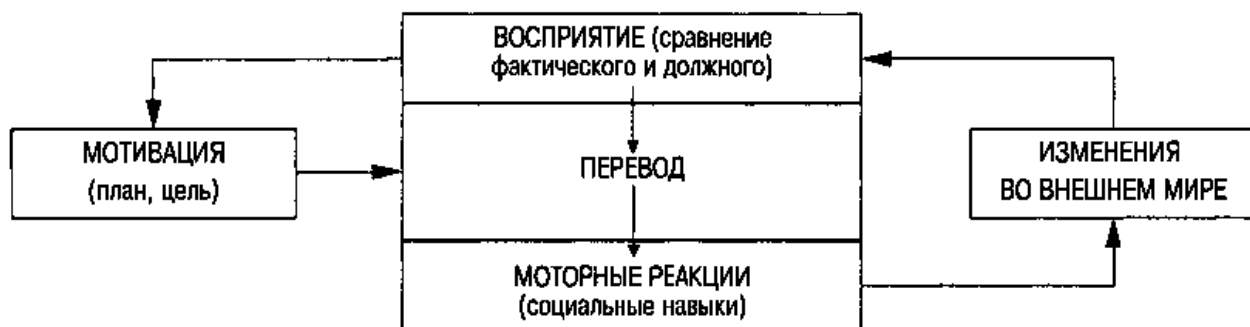 ВОСПРИЯТИЕ (сравнение
фактического и должного)
МОТИВАЦИЯ
(план, цель)
ПЕРЕВОД
ИЗМЕНЕНИЯ
ВО ВНЕШНЕМ МИРЕ
МОТОРНЫЕ РЕАКЦИИ
(социальные навыки)